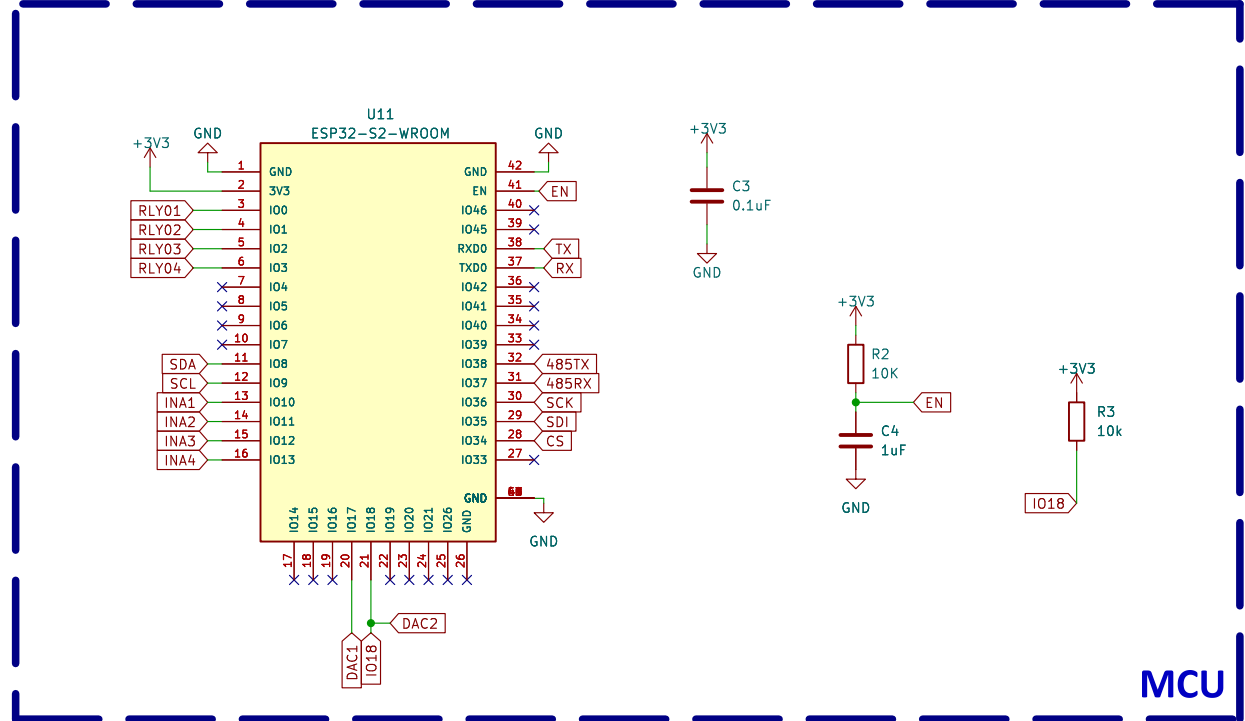 U11
ESP32-S2-WROOM
+3V3
GND
GND
1 GND
2 3V3
RLY01 3 IO0
RLY02 4 IO1
RLY03 5 IO2
RLY04 6 IO3
7 IO4
8 IO5
9 IO6
10 IO7
SDA 11 IO8
SCL 12 IO9
INA1 13 IO10
INA2 14 IO11
INA3 15 IO12
INA4 16 IO13
GND 42
EN 41 EN
IO46 40
IO45 39
RXD0 38 TX
TXD0 37 RX
IO42 36
IO41 35
IO40 34
IO39 33
IO38 32 485TX
IO37 31 485RX
IO36 30 SCK
IO35 29 SDI
IO34 28 CS
IO33 27
GND
GND
IO14 17
IO15 18
IO16 19
IO17 20
IO18 21
IO19 22
IO20 23
IO21 24
IO26 25
GND 26
DAC2
DAC1
IO18
+3V3
C3
0.1uF
GND
+3V3
R2
10K
EN
C4
1uF
GND
+3V3
R3
10k
IO18
MCU